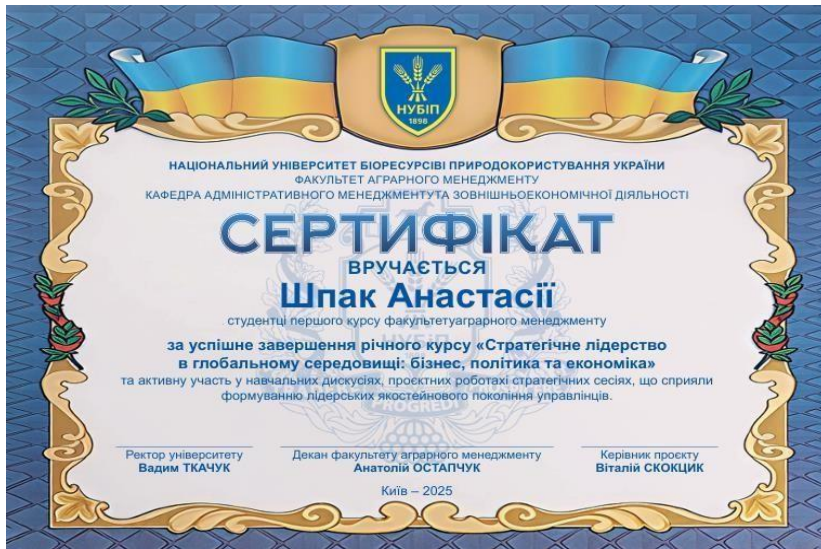 НУБІП
1898
НАЦІОНАЛЬНИЙ УНІВЕРСИТЕТ БІОРЕСУРСІВІ ПРИРОДОКОРИСТУВАННЯ УКРАЇНИ
ФАКУЛЬТЕТ АГРАРНОГО МЕНЕДЖМЕНТУ
КАФЕДРА АДМІНІСТРАТИВНОГО МЕНЕДЖМЕНТУТА ЗОВНІШНЬОЕКОНОМІЧНОЇ ДІЯЛЬНОСТІ
СЕРТИФІКАТ
ВРУЧАЄТЬСЯ
Шпак Анастасії
студентці першого курсу факультетуаграрного менеджменту
за успішне завершення річного курсу «Стратегічне лідерство
в глобальному середовищі: бізнес, політика та економіка»
та активну участь у навчальних дискусіях, проєктних роботахі стратегічних сесіях, що сприяли
формуванню лідерських якостейнового покоління управлінців.
PROGREDI
Ректор університету Декан факультету аграрного менеджменту Керівник проєкту
Вадим ТКАЧУК Анатолій ОСТАПЧУК Віталій СКОКЦИК
Київ – 2025